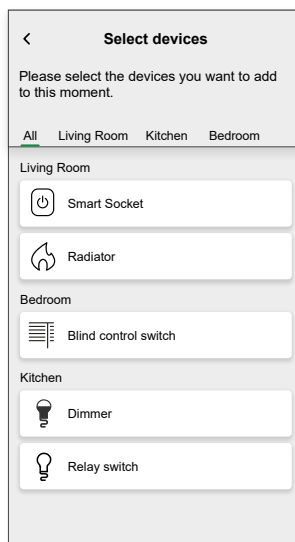 Select devices
Please select the devices you want to add
to this moment.
All Living Room Kitchen Bedroom
Living Room
Smart Socket
Radiator
Bedroom
Blind control switch
Kitchen
Dimmer
Relay switch